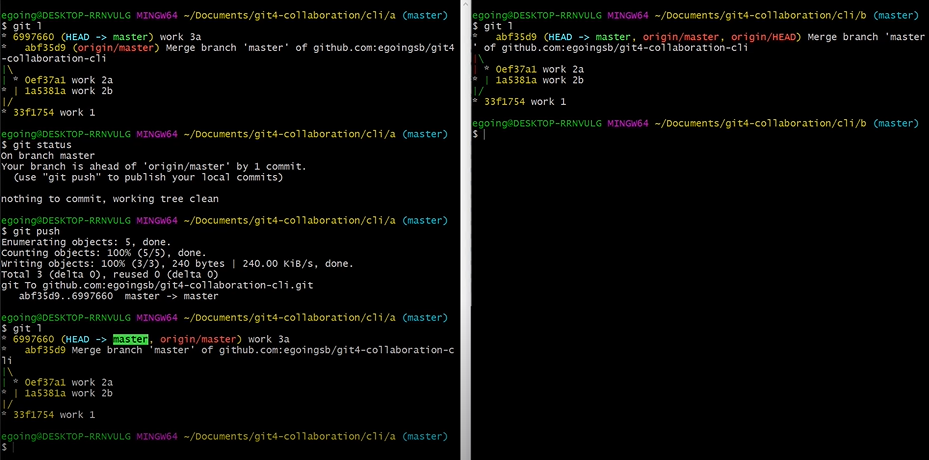 egoing@DESKTOP-RRNVULG MINGW64 ~/Documents/git4-collaboration/cli/a (master)
$ git l
* 6997660 (HEAD -> master) work 3a
*   abf35d9 (origin/master) Merge branch 'master' of github.com:egoingsb/git4
-collaboration-cli
|\
| * 0ef37a1 work 2a
* | 1a5381a work 2b
|/
* 33f1754 work 1
egoing@DESKTOP-RRNVULG MINGW64 ~/Documents/git4-collaboration/cli/a (master)
$ git status
On branch master
Your branch is ahead of 'origin/master' by 1 commit.
  (use "git push" to publish your local commits)
nothing to commit, working tree clean
egoing@DESKTOP-RRNVULG MINGW64 ~/Documents/git4-collaboration/cli/a (master)
$ git push
Enumerating objects: 5, done.
Counting objects: 100% (5/5), done.
Writing objects: 100% (3/3), 240 bytes | 240.00 KiB/s, done.
Total 3 (delta 0), reused 0 (delta 0)
git To github.com:egoingsb/git4-collaboration-cli.git
   abf35d9..6997660  master -> master
egoing@DESKTOP-RRNVULG MINGW64 ~/Documents/git4-collaboration/cli/a (master)
$ git l
* 6997660 (HEAD -> master, origin/master) work 3a
*   abf35d9 Merge branch 'master' of github.com:egoingsb/git4-collaboration-c
li
|\
| * 0ef37a1 work 2a
* | 1a5381a work 2b
|/
* 33f1754 work 1
egoing@DESKTOP-RRNVULG MINGW64 ~/Documents/git4-collaboration/cli/a (master)
$
egoing@DESKTOP-RRNVULG MINGW64 ~/Documents/git4-collaboration/cli/b (master)
$ git l
*   abf35d9 (HEAD -> master, origin/master, origin/HEAD) Merge branch 'master
' of github.com:egoingsb/git4-collaboration-cli
|\
| * 0ef37a1 work 2a
* | 1a5381a work 2b
|/
* 33f1754 work 1
egoing@DESKTOP-RRNVULG MINGW64 ~/Documents/git4-collaboration/cli/b (master)
$